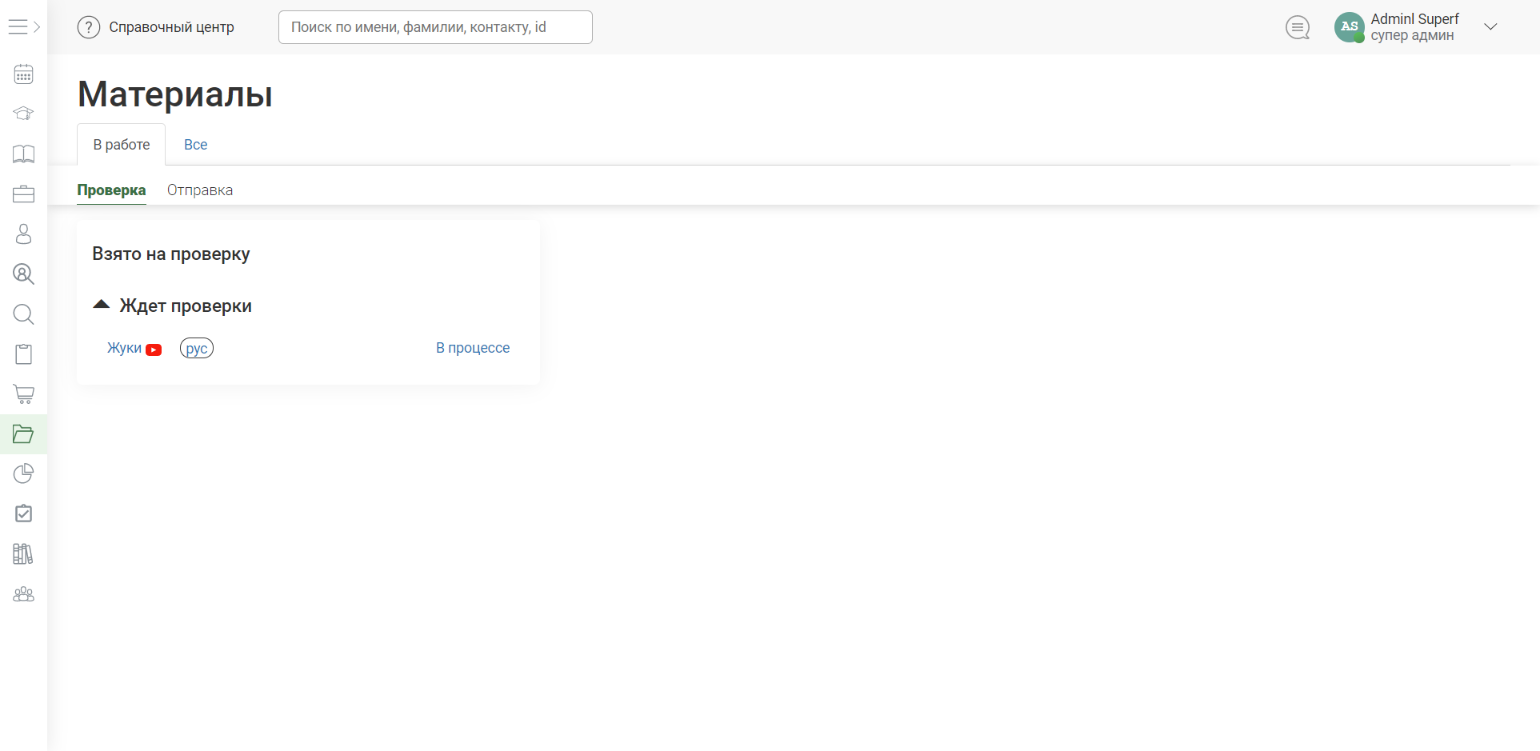 ? Справочный центр
Поиск по имени, фамилии, контакту, id
AS
Adminl Superf
супер админ
Материалы
В работе
Все
Проверка
Отправка
Взято на проверку
Ждет проверки
Жуки
рус
В процессе